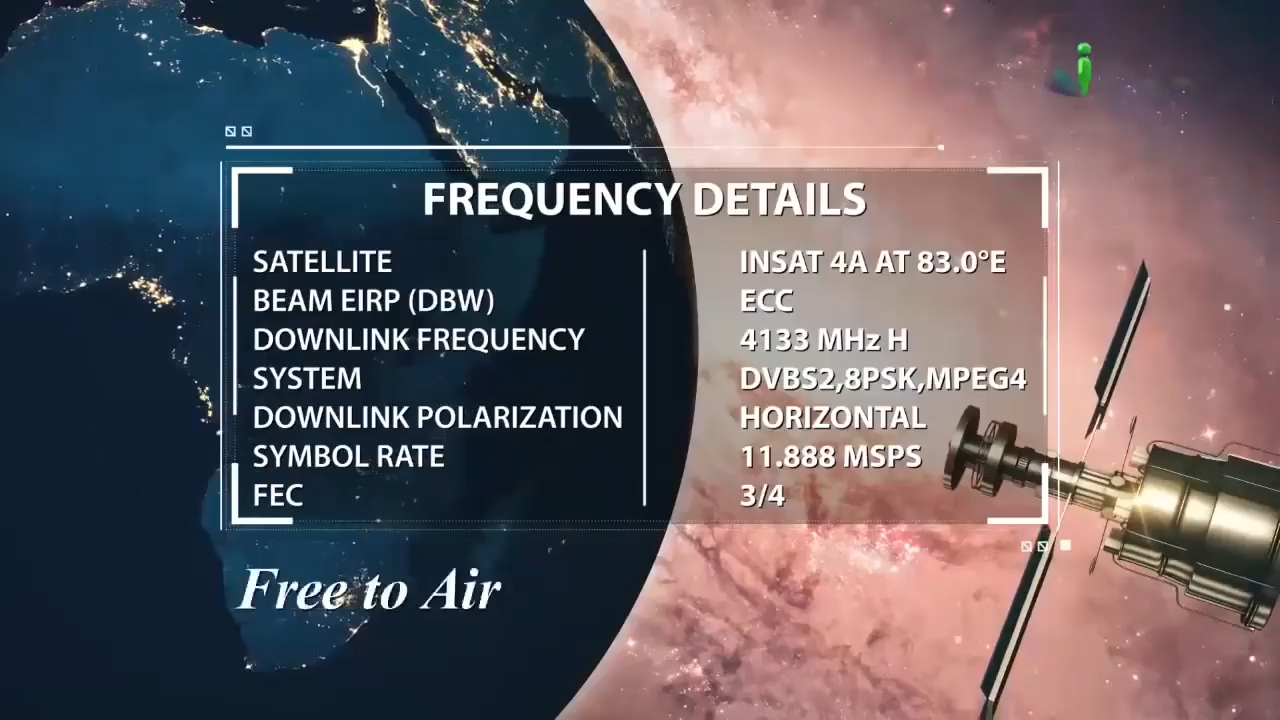 FREQUENCY DETAILS
SATELLITE INSAT 4A AT 83.0°E
BEAM EIRP (DBW) ECC
DOWNLINK FREQUENCY 4133 MHz H
SYSTEM DVBS2,8PSK,MPEG4
DOWNLINK POLARIZATION HORIZONTAL
SYMBOL RATE 11.888 MSPS
FEC 3/4
Free to Air